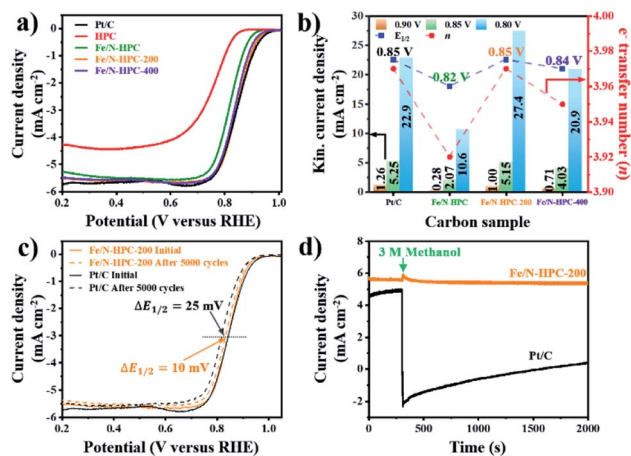 a)
Pt/C
HPC
Fe/N-HPC
Fe/N-HPC-200
Fe/N-HPC-400
Current density
(mA cm⁻²)
0
-1
-2
-3
-4
-5
-6
0.2 0.4 0.6 0.8 1.0
Potential (V versus RHE)
b)
0.90 V 0.85 V 0.80 V
E1/2 n
Kin. current density
(mA cm⁻²)
30
25
20
15
10
5
0
0.85 V
0.82 V
0.85 V
0.84 V
1.26
5.25
22.9
0.28
2.07
10.6
1.00
5.15
27.4
0.71
4.03
20.9
Pt/C Fe/N-HPC Fe/N-HPC 200 Fe/N-HPC-400
Carbon sample
4.00
3.98
3.96
3.94
3.92
3.90
e⁻ transfer number (n)
c)
Fe/N-HPC-200 Initial
Fe/N-HPC-200 After 5000 cycles
Pt/C Initial
Pt/C After 5000 cycles
ΔE1/2 = 25 mV
ΔE1/2 = 10 mV
Current density
(mA cm⁻²)
0
-1
-2
-3
-4
-5
-6
0.2 0.4 0.6 0.8 1.0
Potential (V versus RHE)
d)
3 M Methanol
Fe/N-HPC-200
Pt/C
Current density
(mA cm⁻²)
8
6
4
2
0
-2
0 500 1000 1500 2000
Time (s)